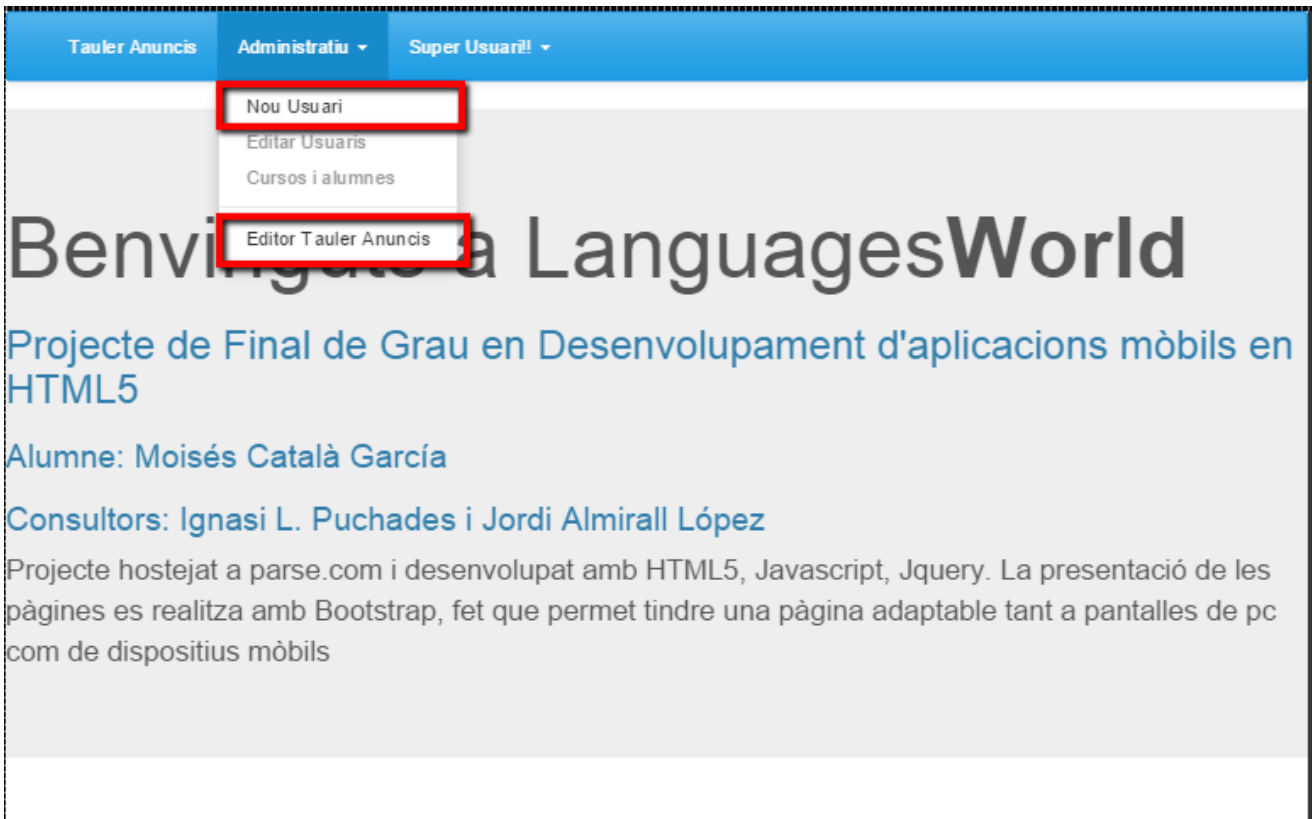 Tauler Anuncis Administratiu Super Usuari!!
Nou Usuari
Editar Usuaris
Cursos i alumnes
Editor Tauler Anuncis
Benvinguts a LanguagesWorld
Projecte de Final de Grau en Desenvolupament d'aplicacions mòbils en
HTML5
Alumne: Moisés Català García
Consultors: Ignasi L. Puchades i Jordi Almirall López
Projecte hostejat a parse.com i desenvolupat amb HTML5, Javascript, Jquery. La presentació de les
pàgines es realitza amb Bootstrap, fet que permet tindre una pàgina adaptable tant a pantalles de pc
com de dispositius mòbils